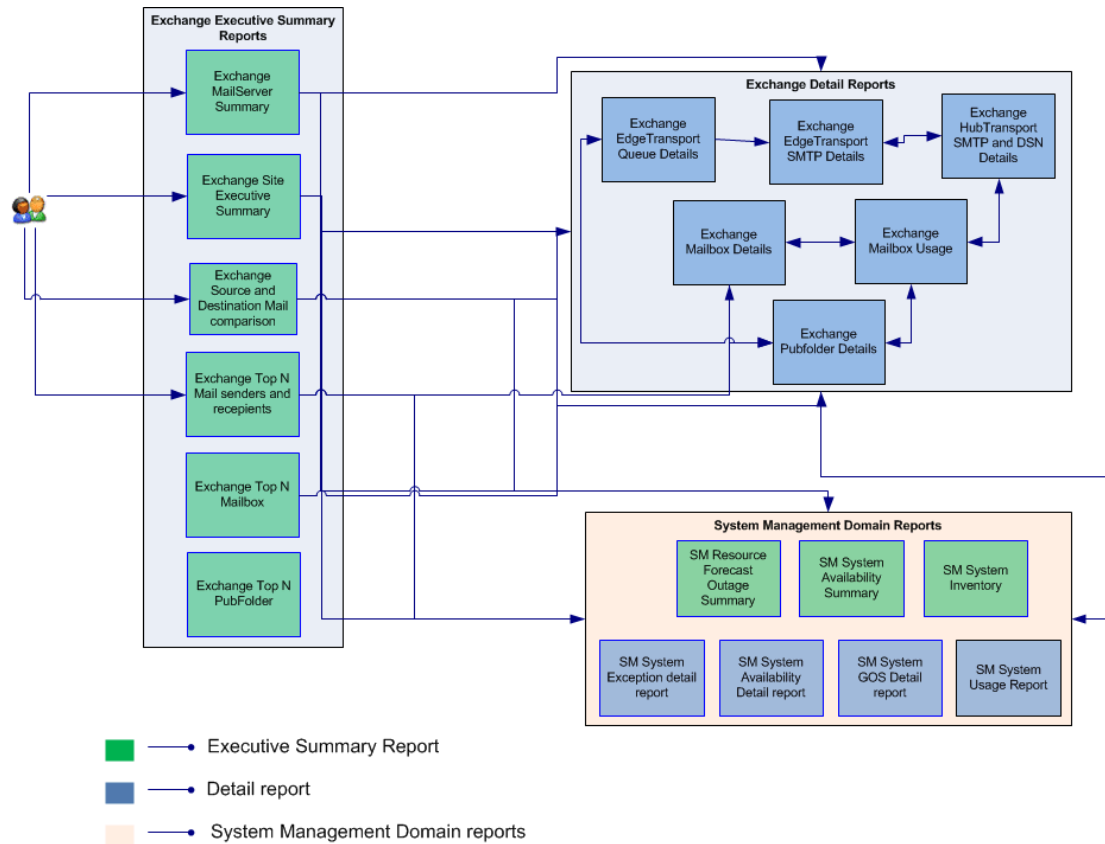 Exchange Executive Summary
Reports
Exchange
MailServer
Summary
Exchange Site
Executive
Summary
Exchange
Source and
Destination Mail
comparison
Exchange Top N
Mail senders and
recepients
Exchange Top N
Mailbox
Exchange Top N
PubFolder
Exchange Detail Reports
Exchange
EdgeTransport
Queue Details
Exchange
EdgeTransport
SMTP Details
Exchange
HubTransport
SMTP and DSN
Details
Exchange
Mailbox Details
Exchange
Mailbox Usage
Exchange
Pubfolder Details
System Management Domain Reports
SM Resource
Forecast
Outage
Summary
SM System
Availability
Summary
SM System
Inventory
SM System
Exception detail
report
SM System
Availability
Detail report
SM System
GOS Detail
report
SM System
Usage Report
Executive Summary Report
Detail report
System Management Domain reports